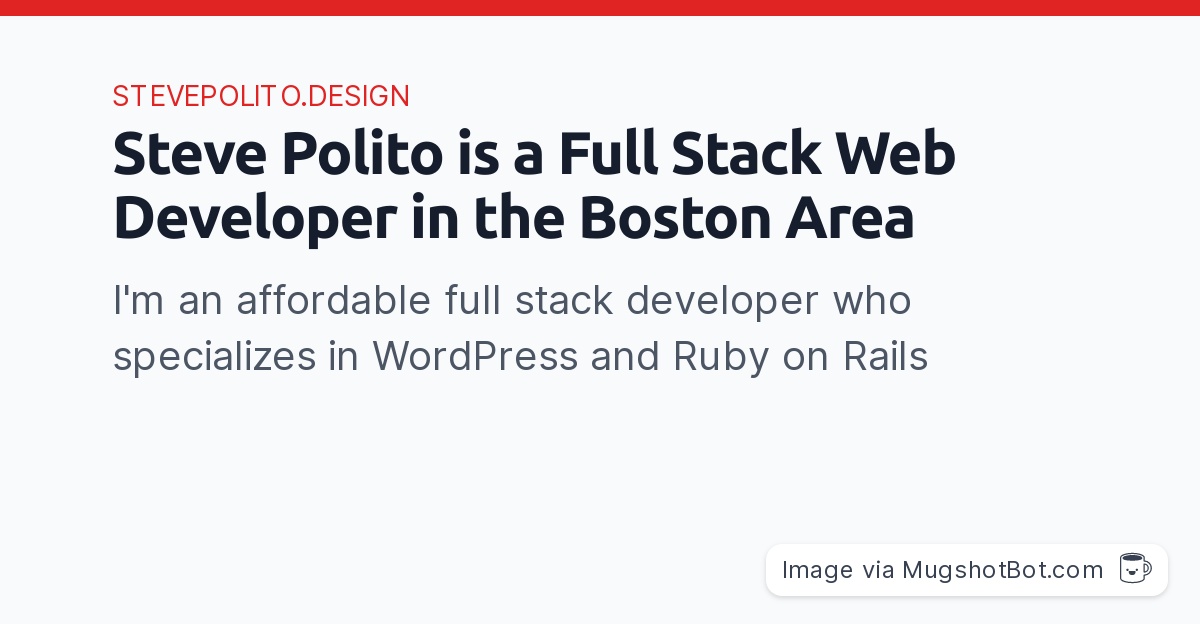 STEVEPOLITO.DESIGN
Steve Polito is a Full Stack Web
Developer in the Boston Area
I'm an affordable full stack developer who
specializes in WordPress and Ruby on Rails
Image via MugshotBot.com